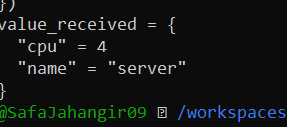 })
value_received = {
  "cpu" = 4
  "name" = "server"
}
@SafaJahangir09 /workspaces